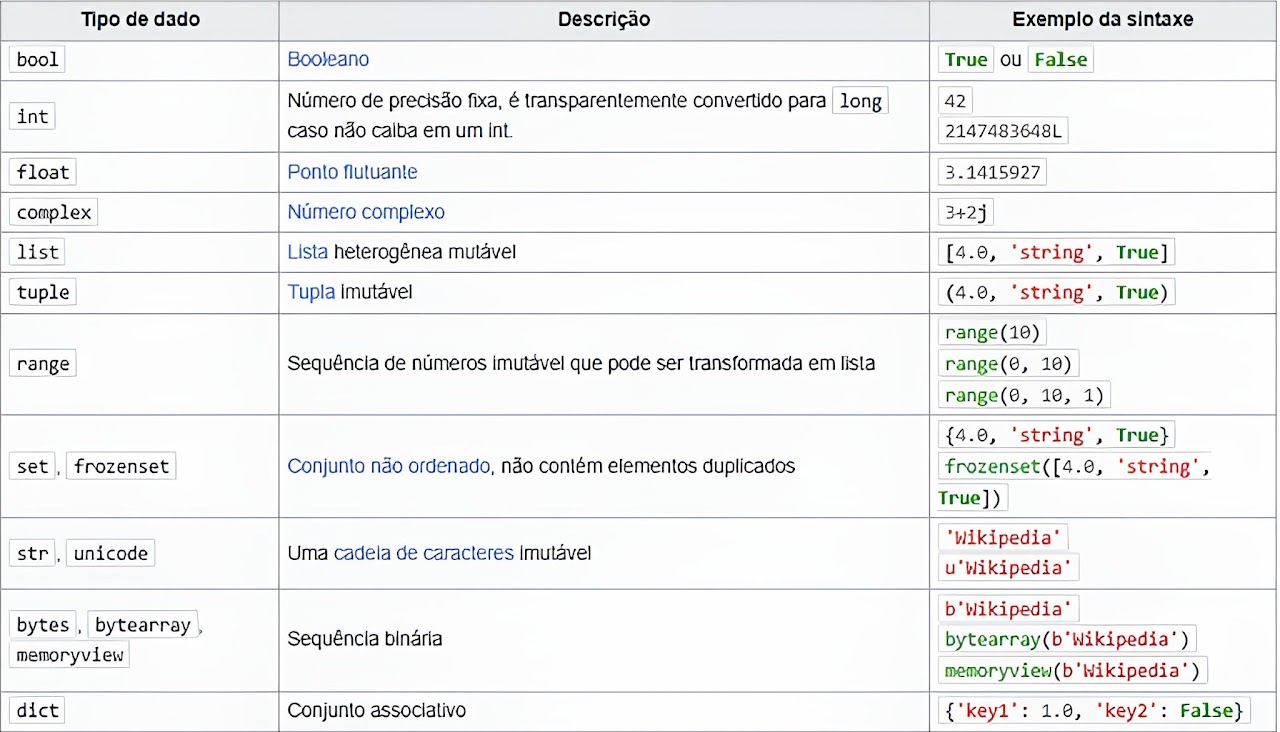 Tipo de dado Descrição Exemplo da sintaxe
bool Booleano True ou False
int Número de precisão fixa, é transparentemente convertido para long caso não caiba em um int. 42
2147483648L
float Ponto flutuante 3.1415927
complex Número complexo 3+2j
list Lista heterogênea mutável [4.0, 'string', True]
tuple Tupla imutável (4.0, 'string', True)
range Sequência de números imutável que pode ser transformada em lista range(10)
range(0, 10)
range(0, 10, 1)
set, frozenset Conjunto não ordenado, não contém elementos duplicados {4.0, 'string', True}
frozenset([4.0, 'string',
True])
str, unicode Uma cadeia de caracteres imutável 'Wikipedia'
u'Wikipedia'
bytes, bytearray,
memoryview Sequência binária b'Wikipedia'
bytearray(b'Wikipedia')
memoryview(b'Wikipedia')
dict Conjunto associativo {'key1': 1.0, 'key2': False}